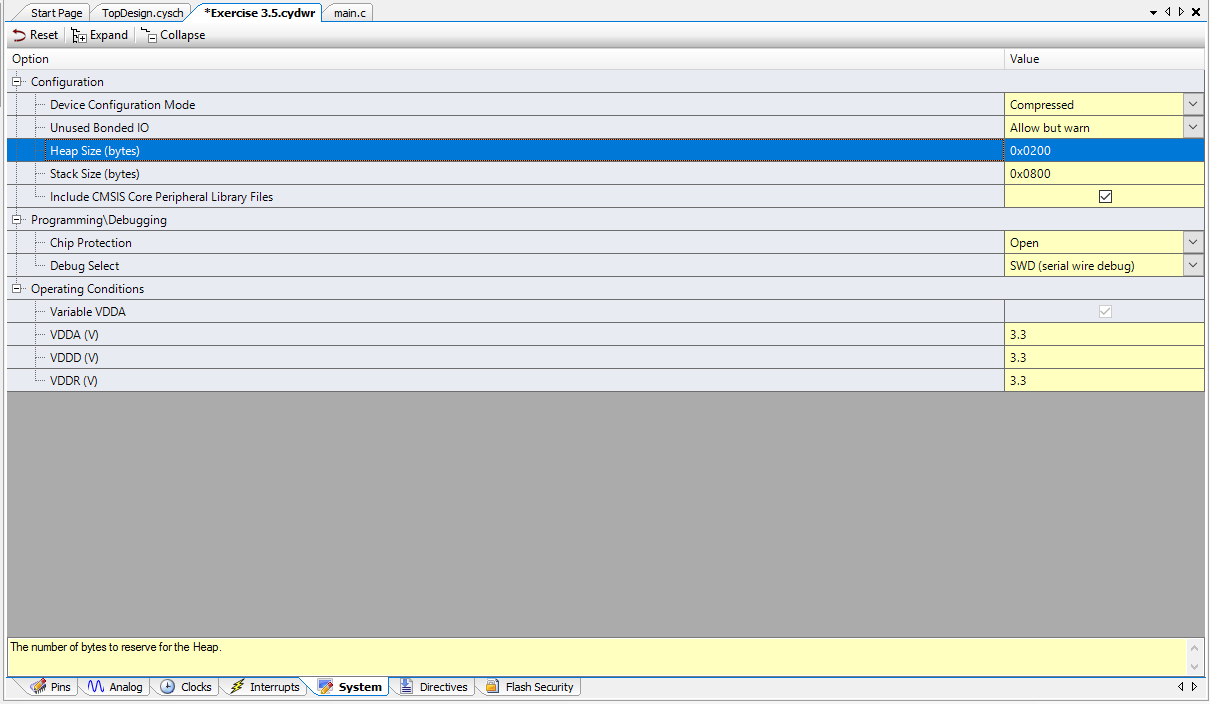 Start Page TopDesign.cysch *Exercise 3.5.cydwr main.c
Reset Expand Collapse
Option Value
Configuration
Device Configuration Mode Compressed
Unused Bonded IO Allow but warn
Heap Size (bytes) 0x0200
Stack Size (bytes) 0x0800
Include CMSIS Core Peripheral Library Files
Programming\Debugging
Chip Protection Open
Debug Select SWD (serial wire debug)
Operating Conditions
Variable VDDA
VDDA (V) 3.3
VDDD (V) 3.3
VDDR (V) 3.3
The number of bytes to reserve for the Heap.
Pins Analog Clocks Interrupts System Directives Flash Security